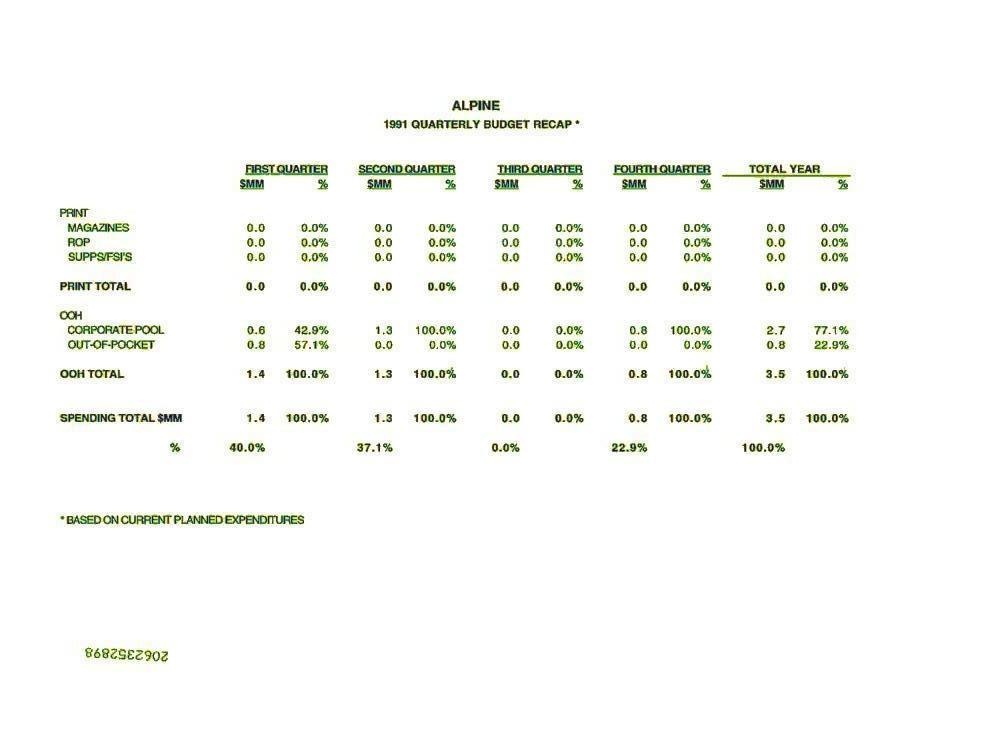 ALPINE
1991 QUARTERLY BUDGET RECAP *
FIRST QUARTER SECOND QUARTER THIRD QUARTER FOURTH QUARTER TOTAL YEAR
$MM % $MM % $MM % $MM % $MM %
PRINT
MAGAZINES 0.0 0.0% 0.0 0.0% 0.0 0.0% 0.0 0.0% 0.0 0.0%
ROP 0.0 0.0% 0.0 0.0% 0.0 0.0% 0.0 0.0% 0.0 0.0%
SUPPS/FSI'S 0.0 0.0% 0.0 0.0% 0.0 0.0% 0.0 0.0% 0.0 0.0%
PRINT TOTAL 0.0 0.0% 0.0 0.0% 0.0 0.0% 0.0 0.0% 0.0 0.0%
OOH
CORPORATE POOL 0.6 42.9% 1.3 100.0% 0.0 0.0% 0.8 100.0% 2.7 77.1%
OUT-OF-POCKET 0.8 57.1% 0.0 0.0% 0.0 0.0% 0.0 0.0% 0.8 22.9%
OOH TOTAL 1.4 100.0% 1.3 100.0% 0.0 0.0% 0.8 100.0% 3.5 100.0%
SPENDING TOTAL $MM 1.4 100.0% 1.3 100.0% 0.0 0.0% 0.8 100.0% 3.5 100.0%
% 40.0% 37.1% 0.0% 22.9% 100.0%
* BASED ON CURRENT PLANNED EXPENDITURES
2062352898